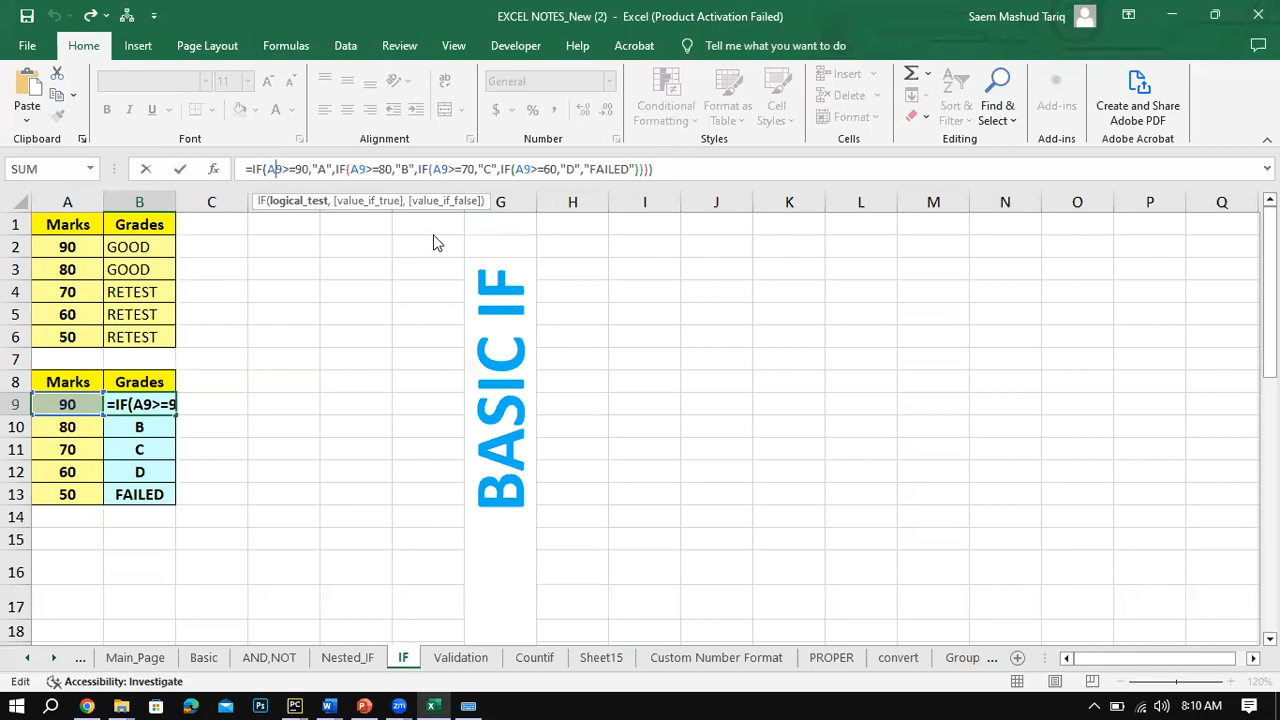 EXCEL NOTES_New (2) - Excel (Product Activation Failed)
Saem Mashud Tariq
File Home Insert Page Layout Formulas Data Review View Developer Help Acrobat Tell me what you want to do
Paste
Clipboard
11
B I U
A A
Font
ab
Alignment
General
$ % 9
Number
Conditional Formatting
Format as Table
Cell Styles
Styles
Insert
Delete
Format
Cells
Σ
Sort & Filter
Find & Select
Editing
Add-ins
Add-ins
Create and Share Adobe PDF
Adobe Acrobat
SUM
fx
=IF(A9>=90,"A",IF(A9>=80,"B",IF(A9>=70,"C",IF(A9>=60,"D","FAILED"))))
IF(logical_test, [value_if_true], [value_if_false])
A B C G H I J K L M N O P Q
1 Marks Grades
2 90 GOOD
3 80 GOOD
4 70 RETEST
5 60 RETEST
6 50 RETEST
7
8 Marks Grades
9 90 =IF(A9>=9
10 80 B
11 70 C
12 60 D
13 50 FAILED
14
15
16
17
18
BASIC IF
... Main_Page Basic AND,NOT Nested_IF IF Validation Countif Sheet15 Custom Number Format PROPER convert Group ...
Edit
Accessibility: Investigate
120%
8:10 AM